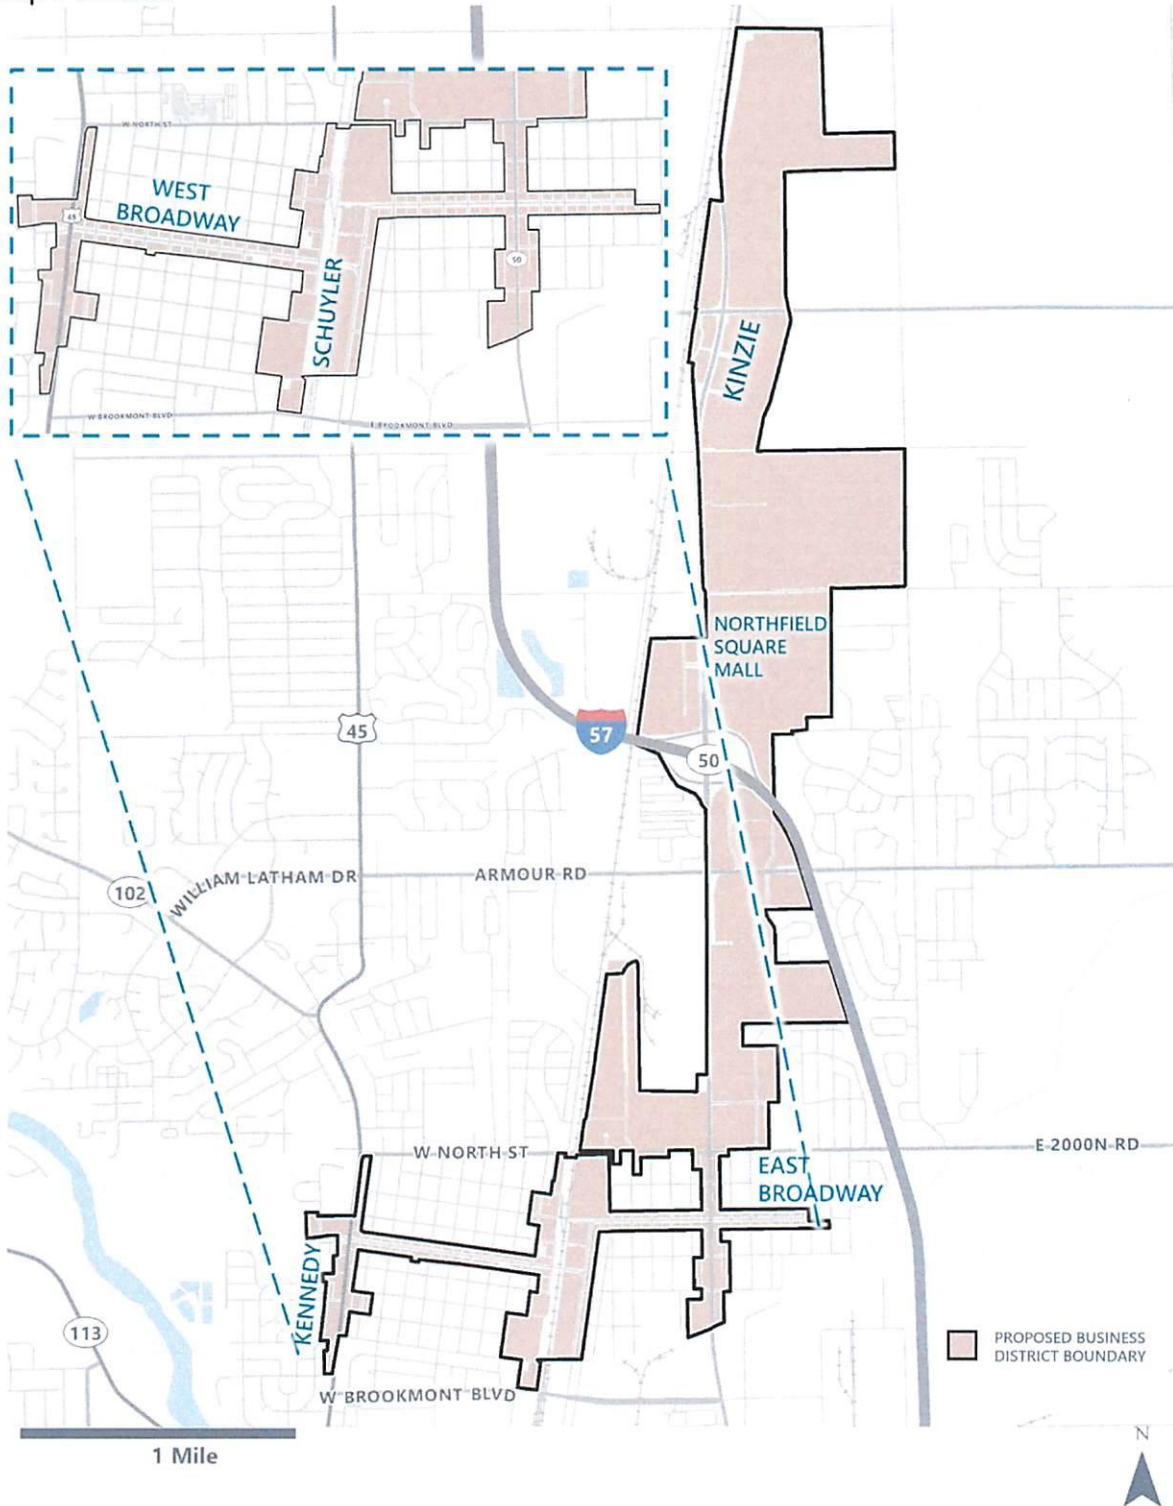 W NORTH ST
WEST
BROADWAY
45
SCHUYLER
50
W BROOKMONT BLVD
E BROOKMONT BLVD
KINZIE
NORTHFIELD
SQUARE
MALL
57
45
50
102
WILLIAM LATHAM DR
ARMOUR RD
W NORTH ST
E 2000N RD
EAST
BROADWAY
KENNEDY
113
W BROOKMONT BLVD
PROPOSED BUSINESS
DISTRICT BOUNDARY
1 Mile
N